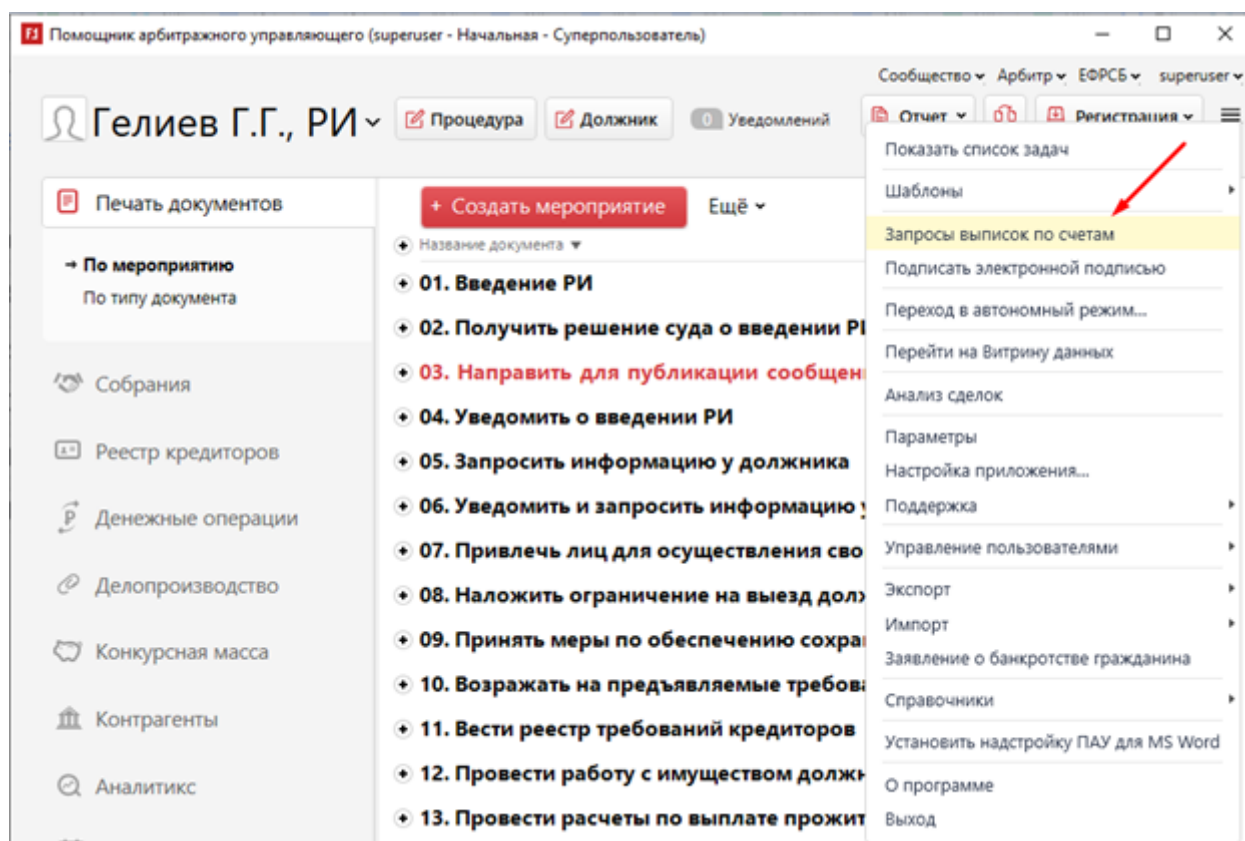 Помощник арбитражного управляющего (superuser - Начальная - Суперпользователь)
Сообщество Арбитр ЕФРСБ superuser
Гелиев Г.Г., РИ
Процедура
Должник
0 Уведомлений
Отчет
Регистрация
Печать документов
→ По мероприятию
По типу документа
Собрания
Реестр кредиторов
Денежные операции
Делопроизводство
Конкурсная масса
Контрагенты
Аналитикс
+ Создать мероприятие
Ещё
Название документа
01. Введение РИ
02. Получить решение суда о введении РИ
03. Направить для публикации сообщен
04. Уведомить о введении РИ
05. Запросить информацию у должника
06. Уведомить и запросить информацию у
07. Привлечь лиц для осуществления сво
08. Наложить ограничение на выезд дол
09. Принять меры по обеспечению сохра
10. Возражать на предъявляемые требова
11. Вести реестр требований кредиторов
12. Провести работу с имуществом должн
13. Провести расчеты по выплате прожит
Показать список задач
Шаблоны
Запросы выписок по счетам
Подписать электронной подписью
Переход в автономный режим...
Перейти на Витрину данных
Анализ сделок
Параметры
Настройка приложения...
Поддержка
Управление пользователями
Экспорт
Импорт
Заявление о банкротстве гражданина
Справочники
Установить надстройку ПАУ для MS Word
О программе
Выход